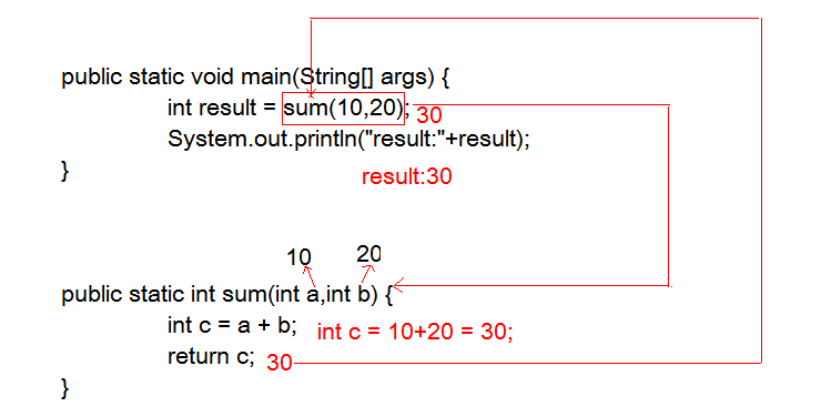 public static void main(String[] args) {
int result = sum(10,20); 30
System.out.println("result:"+result);
}
result:30
10 20
public static int sum(int a,int b) {
int c = a + b; int c = 10+20 = 30;
return c; 30
}